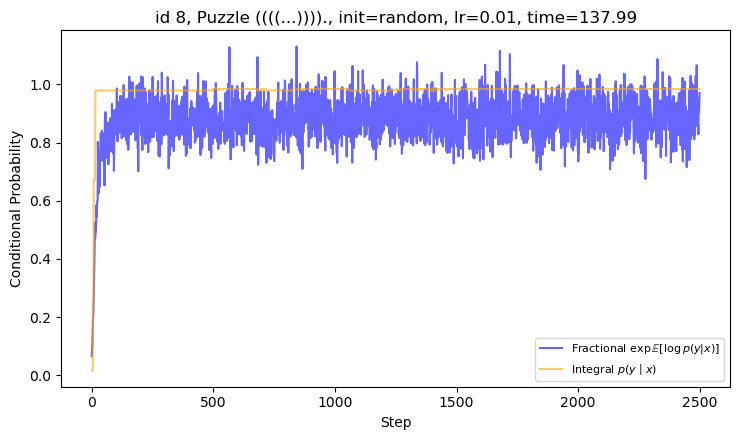 id 8, Puzzle ((((...))))., init=random, lr=0.01, time=137.99
Conditional Probability
1.0
0.8
0.6
0.4
0.2
0.0
0 500 1000 1500 2000 2500
Step
Fractional exp𝔼[log p(y|x)]
Integral p(y | x)